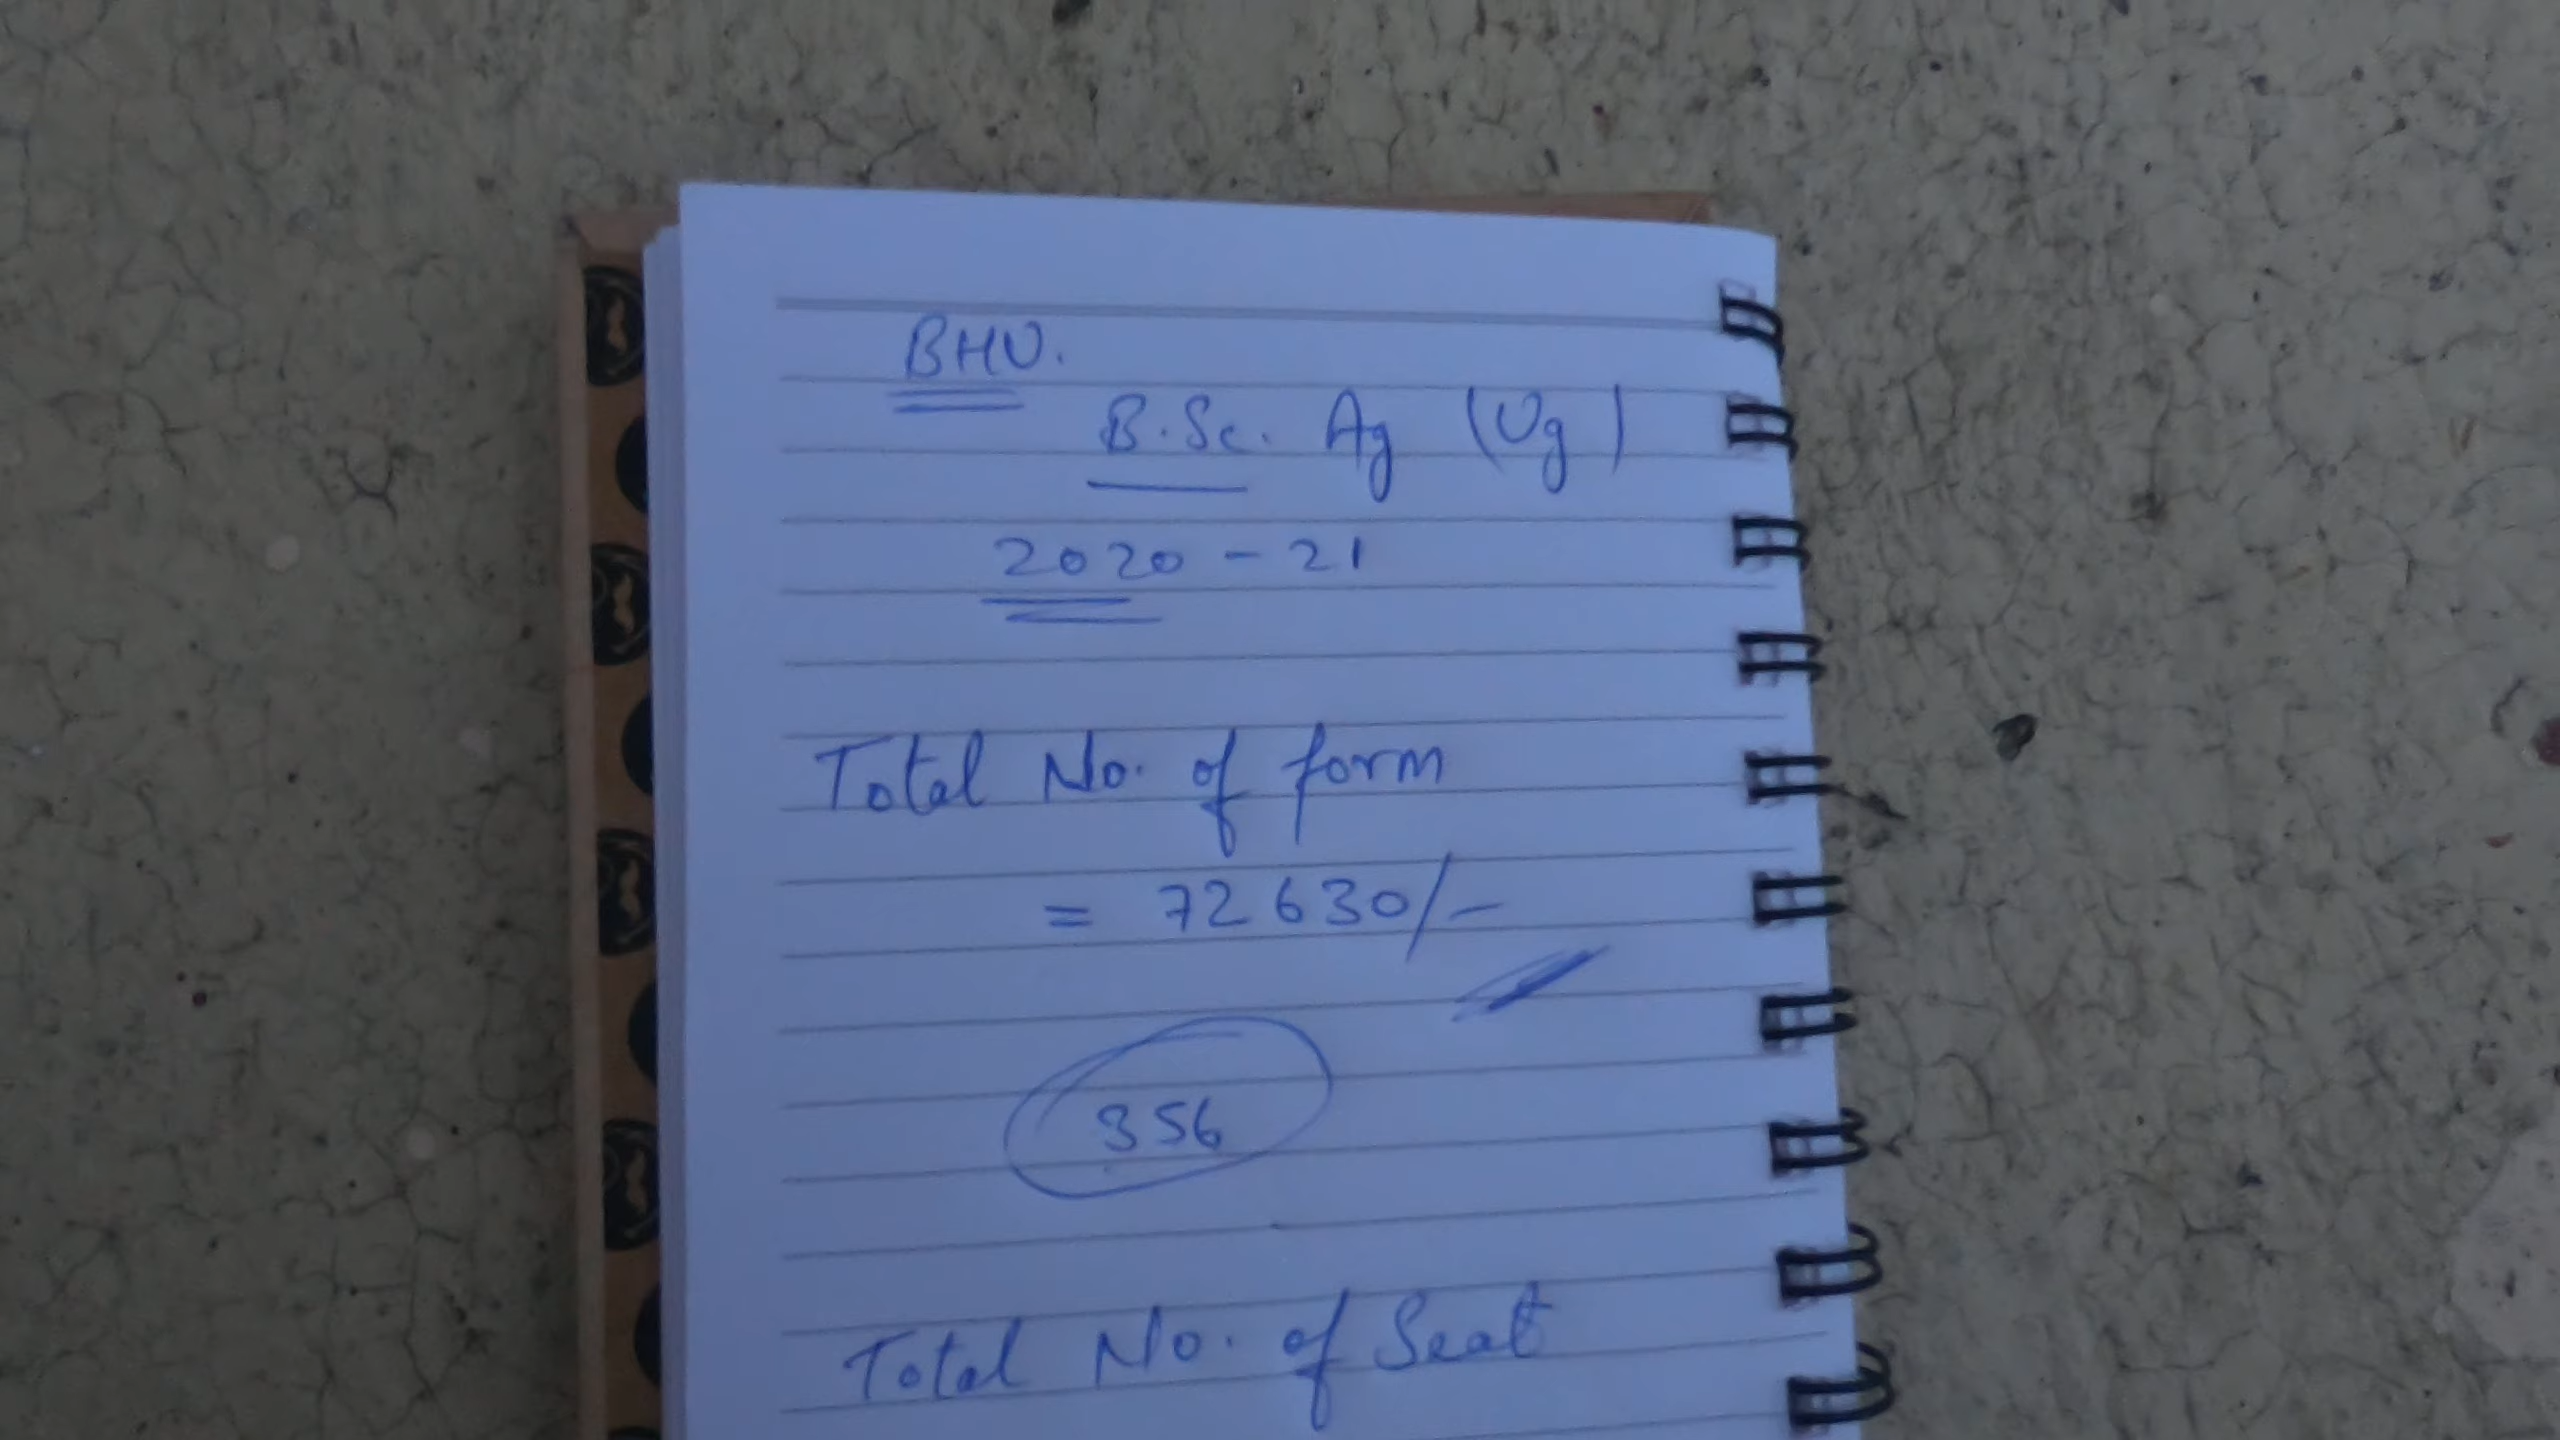 BHU.
B.Sc. Ag (Ug)
2020 - 21
Total No. of form
= 72630/-
356
Total No. of Seat